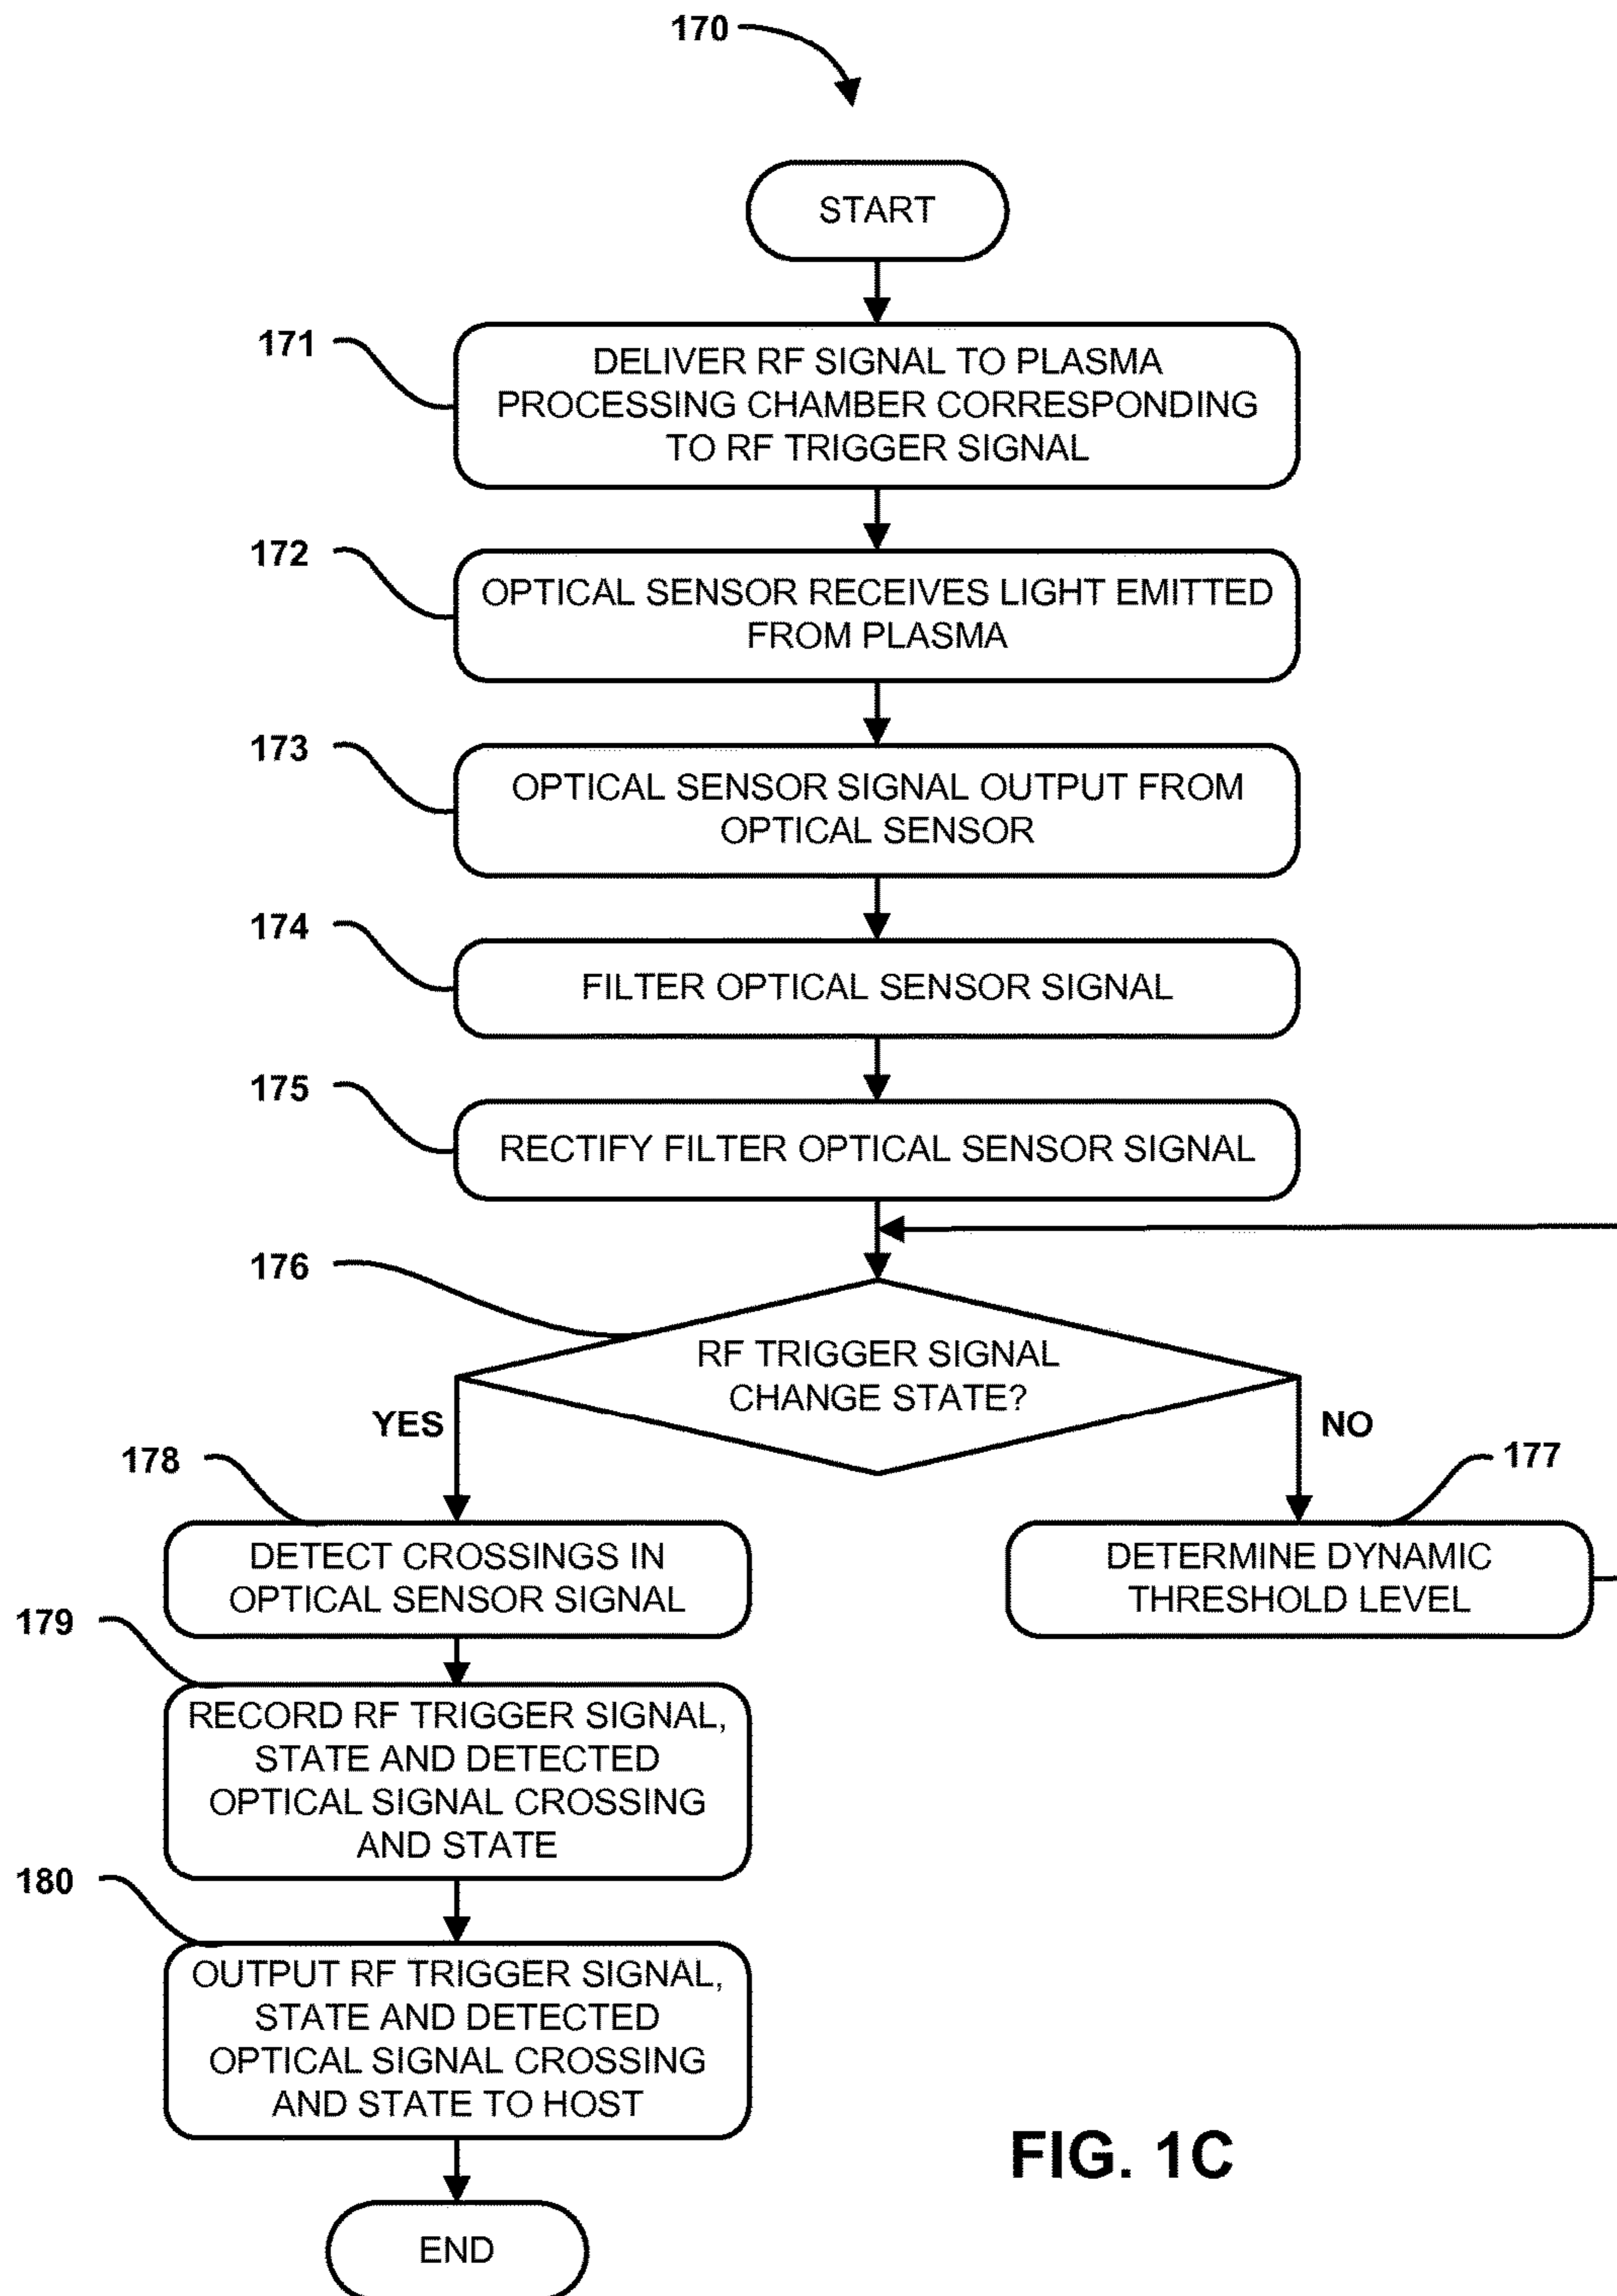 170
START
171
DELIVER RF SIGNAL TO PLASMA
PROCESSING CHAMBER CORRESPONDING
TO RF TRIGGER SIGNAL
172
OPTICAL SENSOR RECEIVES LIGHT EMITTED
FROM PLASMA
173
OPTICAL SENSOR SIGNAL OUTPUT FROM
OPTICAL SENSOR
174
FILTER OPTICAL SENSOR SIGNAL
175
RECTIFY FILTER OPTICAL SENSOR SIGNAL
176
RF TRIGGER SIGNAL
CHANGE STATE?
YES
NO
178
177
DETECT CROSSINGS IN
OPTICAL SENSOR SIGNAL
DETERMINE DYNAMIC
THRESHOLD LEVEL
179
RECORD RF TRIGGER SIGNAL,
STATE AND DETECTED
OPTICAL SIGNAL CROSSING
AND STATE
180
OUTPUT RF TRIGGER SIGNAL,
STATE AND DETECTED
OPTICAL SIGNAL CROSSING
AND STATE TO HOST
FIG. 1C
END